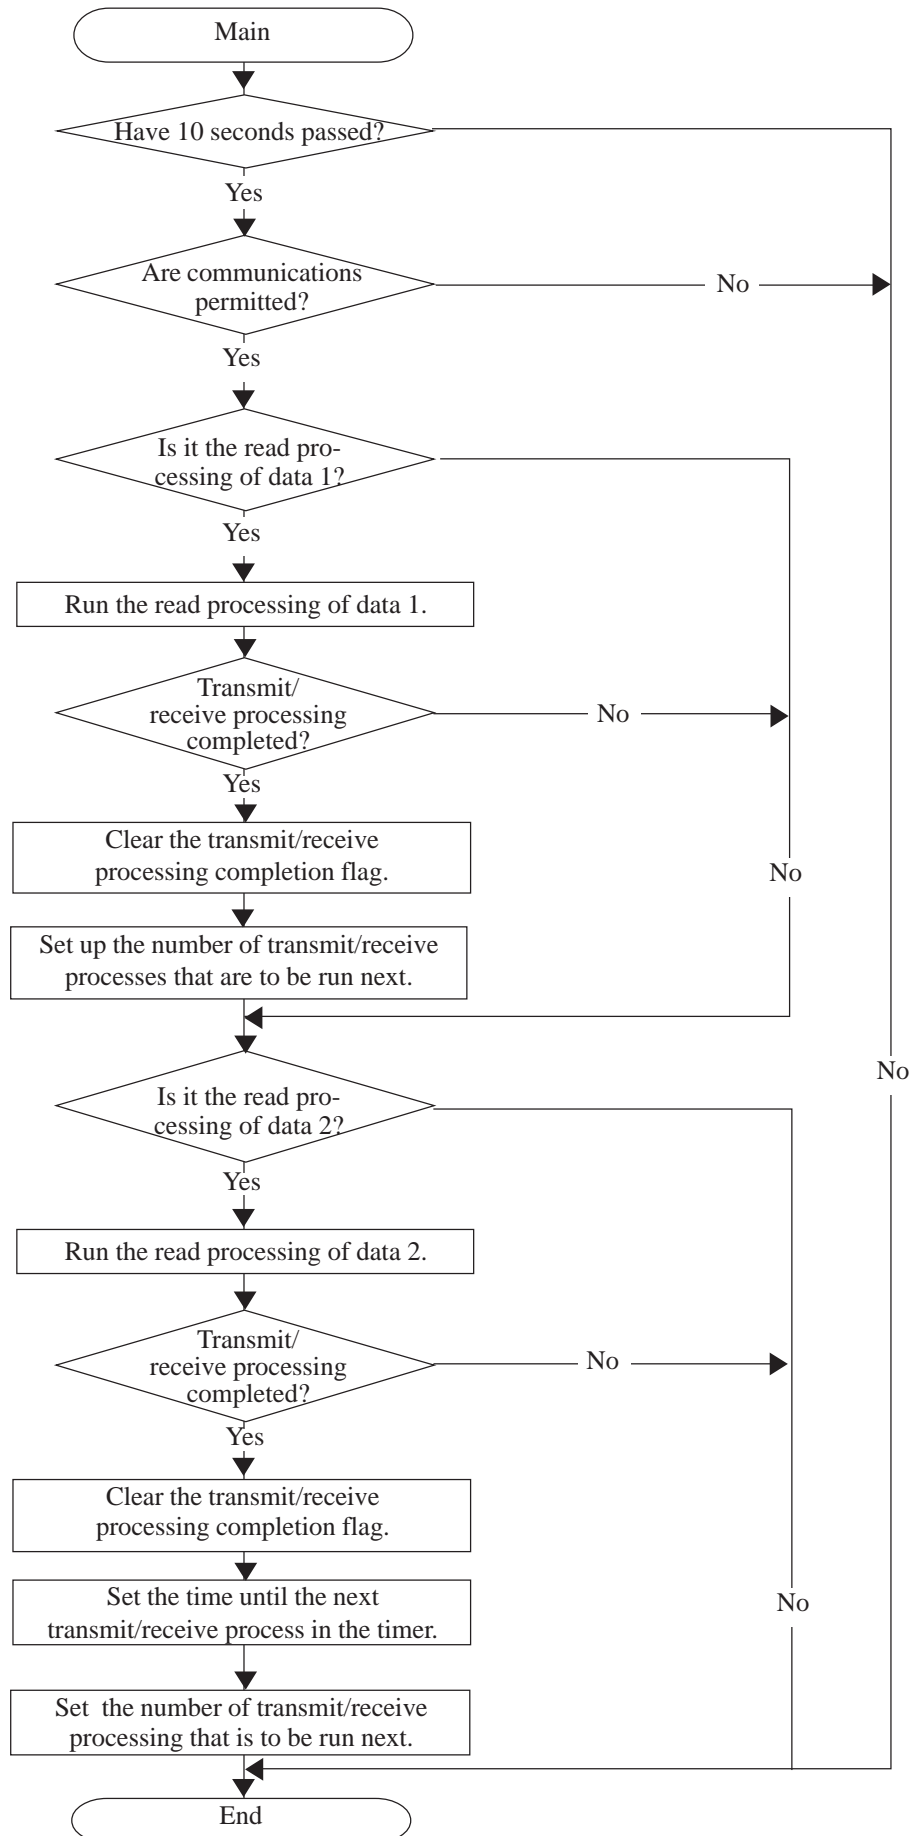 Main
Have 10 seconds passed?
Yes
Are communications
permitted?
No
Yes
Is it the read pro-
cessing of data 1?
Yes
Run the read processing of data 1.
Transmit/
receive processing
completed?
No
Yes
Clear the transmit/receive
processing completion flag.
No
Set up the number of transmit/receive
processes that are to be run next.
No
Is it the read pro-
cessing of data 2?
Yes
Run the read processing of data 2.
Transmit/
receive processing
completed?
No
Yes
Clear the transmit/receive
processing completion flag.
Set the time until the next
transmit/receive process in the timer.
No
Set  the number of transmit/receive
processing that is to be run next.
End